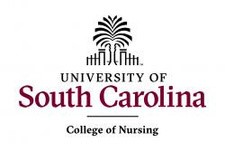 UNIVERSITY OF
South Carolina
College of Nursing